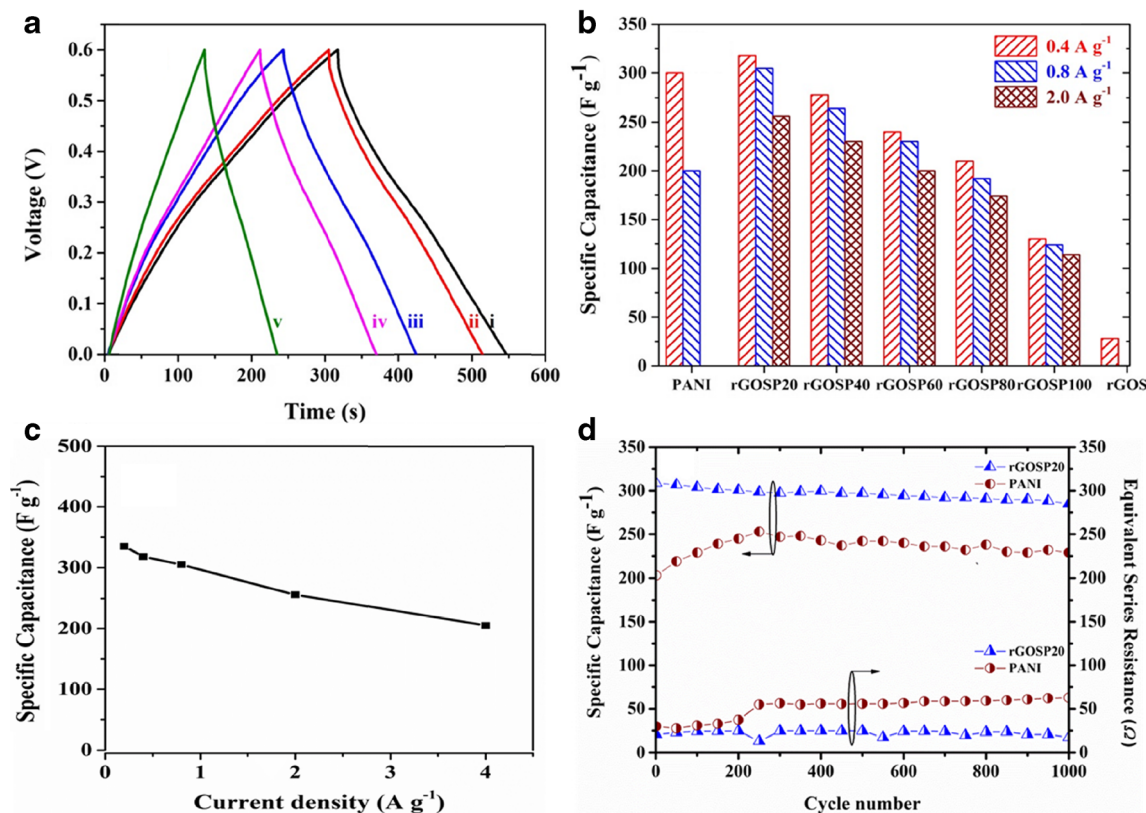 a
Voltage (V)
0.6
0.5
0.4
0.3
0.2
0.1
0.0
v
iv
iii
ii
i
0
100
200
300
400
500
600
Time (s)
b
Specific Capacitance (F g-1)
350
300
250
200
150
100
50
0
0.4 A g-1
0.8 A g-1
2.0 A g-1
PANI
rGOSP20
rGOSP40
rGOSP60
rGOSP80
rGOSP100
rGOS
c
Specific Capacitance (F g-1)
500
400
300
200
100
0
0
1
2
3
4
Current density (A g-1)
d
Specific Capacitance (F g-1)
350
300
250
200
150
100
50
0
rGOSP20
PANI
rGOSP20
PANI
350
300
250
200
150
100
50
0
Equivalent Series Resistance (Ω)
0
200
400
600
800
1000
Cycle number